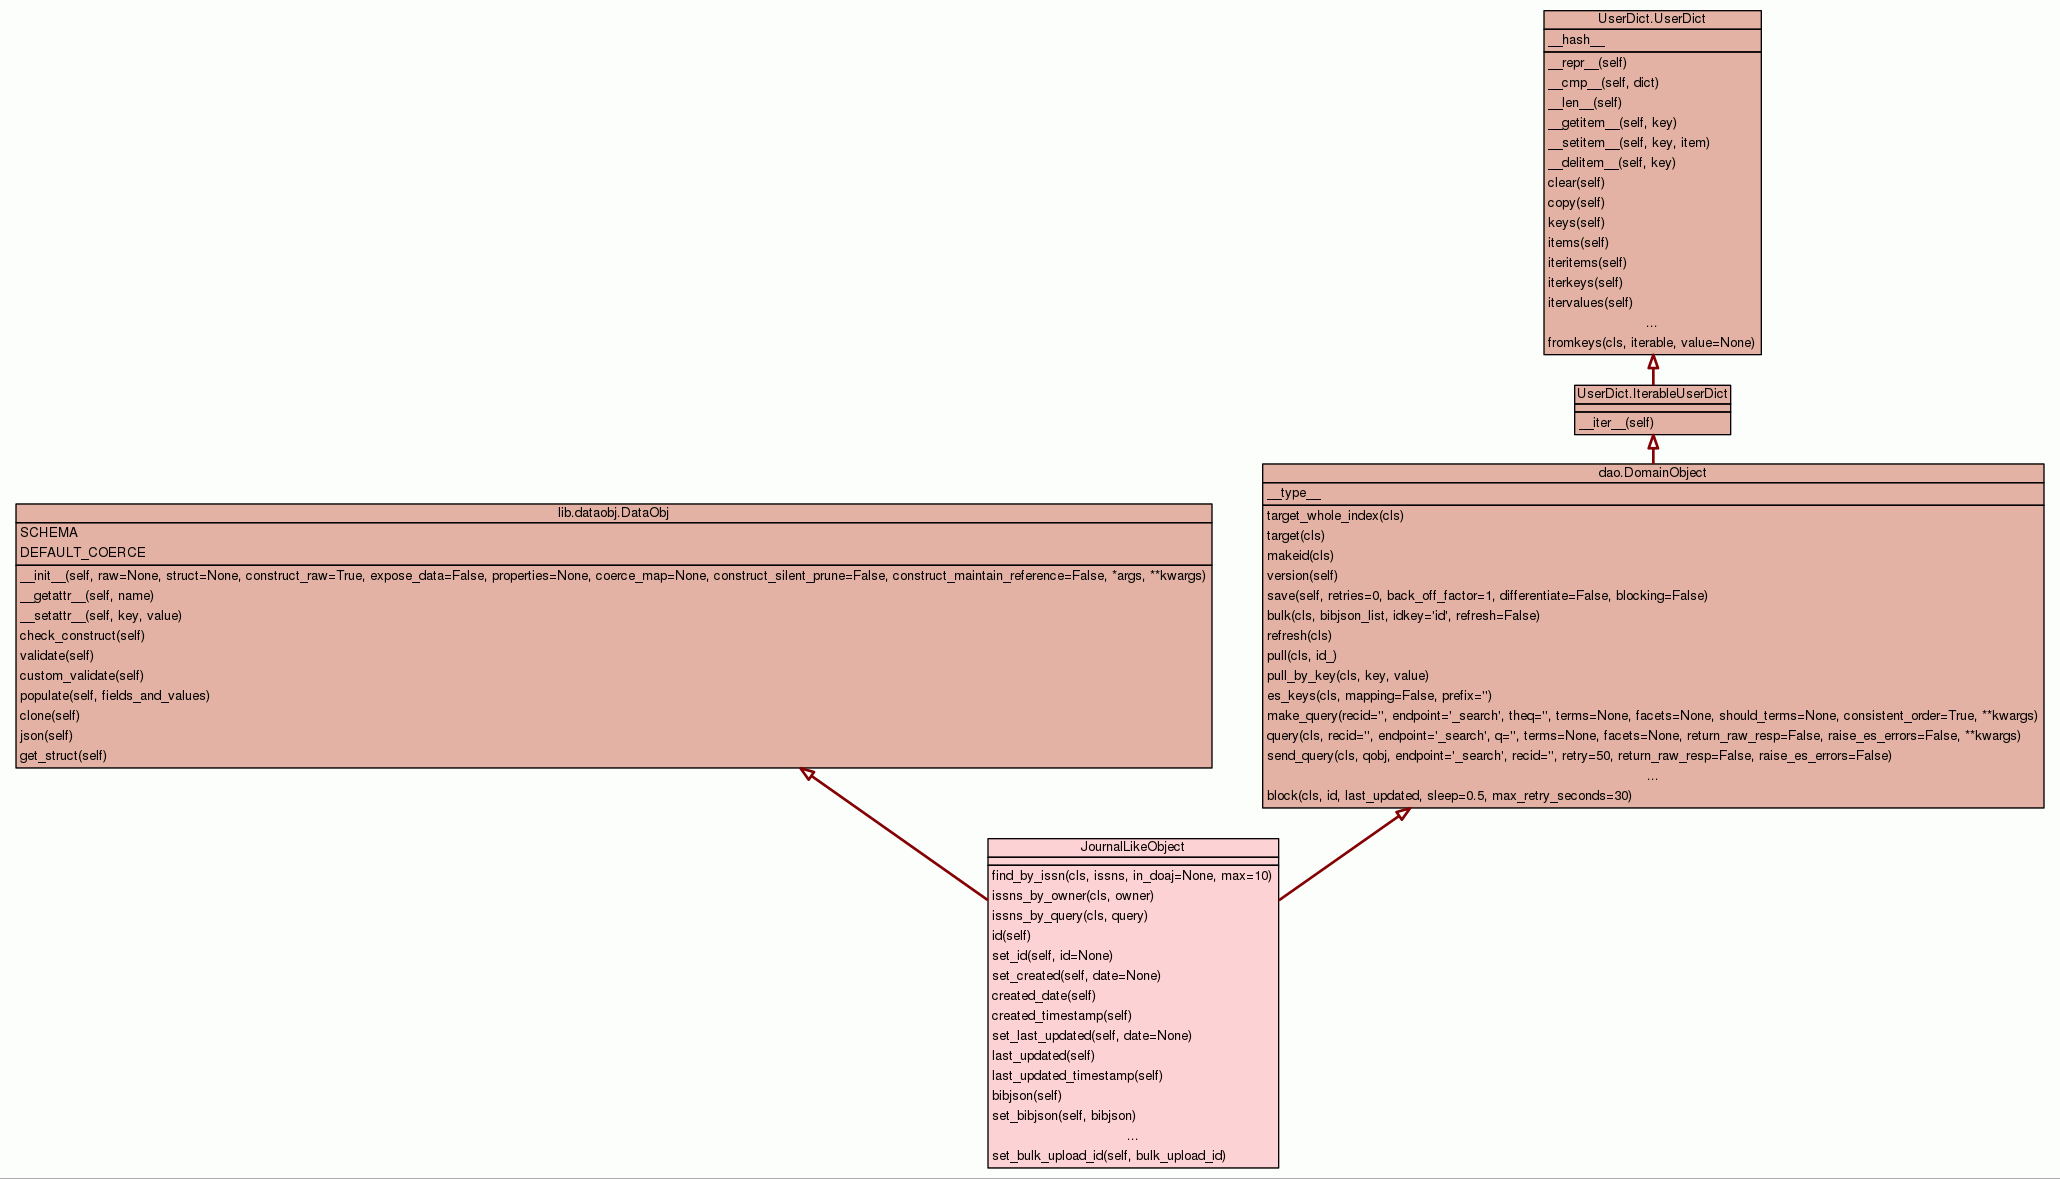 UserDict.UserDict
__hash__
__repr__(self)
__cmp__(self, dict)
__len__(self)
__getitem__(self, key)
__setitem__(self, key, item)
__delitem__(self, key)
clear(self)
copy(self)
keys(self)
items(self)
iteritems(self)
iterkeys(self)
itervalues(self)
...
fromkeys(cls, iterable, value=None)
UserDict.IterableUserDict
__iter__(self)
dao.DomainObject
__type__
target_whole_index(cls)
target(cls)
makeid(cls)
version(self)
save(self, retries=0, back_off_factor=1, differentiate=False, blocking=False)
bulk(cls, bibjson_list, idkey='id', refresh=False)
refresh(cls)
pull(cls, id_)
pull_by_key(cls, key, value)
es_keys(cls, mapping=False, prefix='')
make_query(recid='', endpoint='_search', theq='', terms=None, facets=None, should_terms=None, consistent_order=True, **kwargs)
query(cls, recid='', endpoint='_search', q='', terms=None, facets=None, return_raw_resp=False, raise_es_errors=False, **kwargs)
send_query(cls, qobj, endpoint='_search', recid='', retry=50, return_raw_resp=False, raise_es_errors=False)
...
block(cls, id, last_updated, sleep=0.5, max_retry_seconds=30)
lib.dataobj.DataObj
SCHEMA
DEFAULT_COERCE
__init__(self, raw=None, struct=None, construct_raw=True, expose_data=False, properties=None, coerce_map=None, construct_silent_prune=False, construct_maintain_reference=False, *args, **kwargs)
__getattr__(self, name)
__setattr__(self, key, value)
check_construct(self)
validate(self)
custom_validate(self)
populate(self, fields_and_values)
clone(self)
json(self)
get_struct(self)
JournalLikeObject
find_by_issn(cls, issns, in_doaj=None, max=10)
issns_by_owner(cls, owner)
issns_by_query(cls, query)
id(self)
set_id(self, id=None)
set_created(self, date=None)
created_date(self)
created_timestamp(self)
set_last_updated(self, date=None)
last_updated(self)
last_updated_timestamp(self)
bibjson(self)
set_bibjson(self, bibjson)
...
set_bulk_upload_id(self, bulk_upload_id)